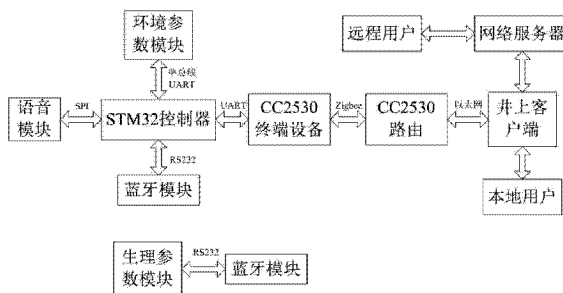 环境参
数模块
远程用户
网络服务器
单总线
UART
语音
模块
SPI
STM32控制器
UART
CC2530
终端设备
Zigbee
CC2530
路由
以太网
井上客
户端
RS232
蓝牙模块
本地用户
生理参
数模块
RS232
蓝牙模块